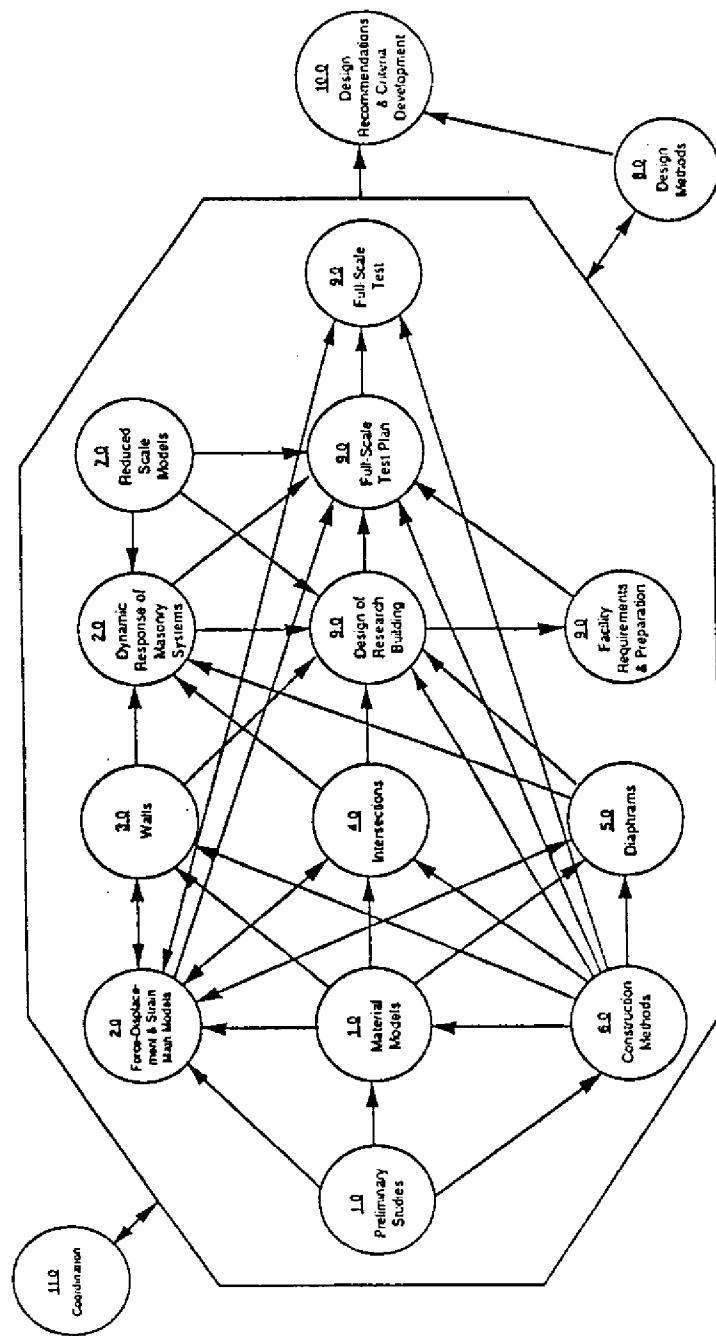 11.0
Coordination
1.0
Preliminary
Studies
2.0
Force-Displace-
ment & Strain
Math Models
1.0
Material
Models
6.0
Construction
Methods
3.0
Walls
4.0
Intersections
5.0
Diaphrams
2.0
Dynamic
Response of
Masonry
Systems
9.0
Design of
Research
Building
9.0
Facility
Requirements
& Preparation
7.0
Reduced
Scale
Models
9.0
Full-Scale
Test Plan
9.0
Full-Scale
Test
10.0
Design
Recommendations
& Criteria
Development
8.0
Design
Methods